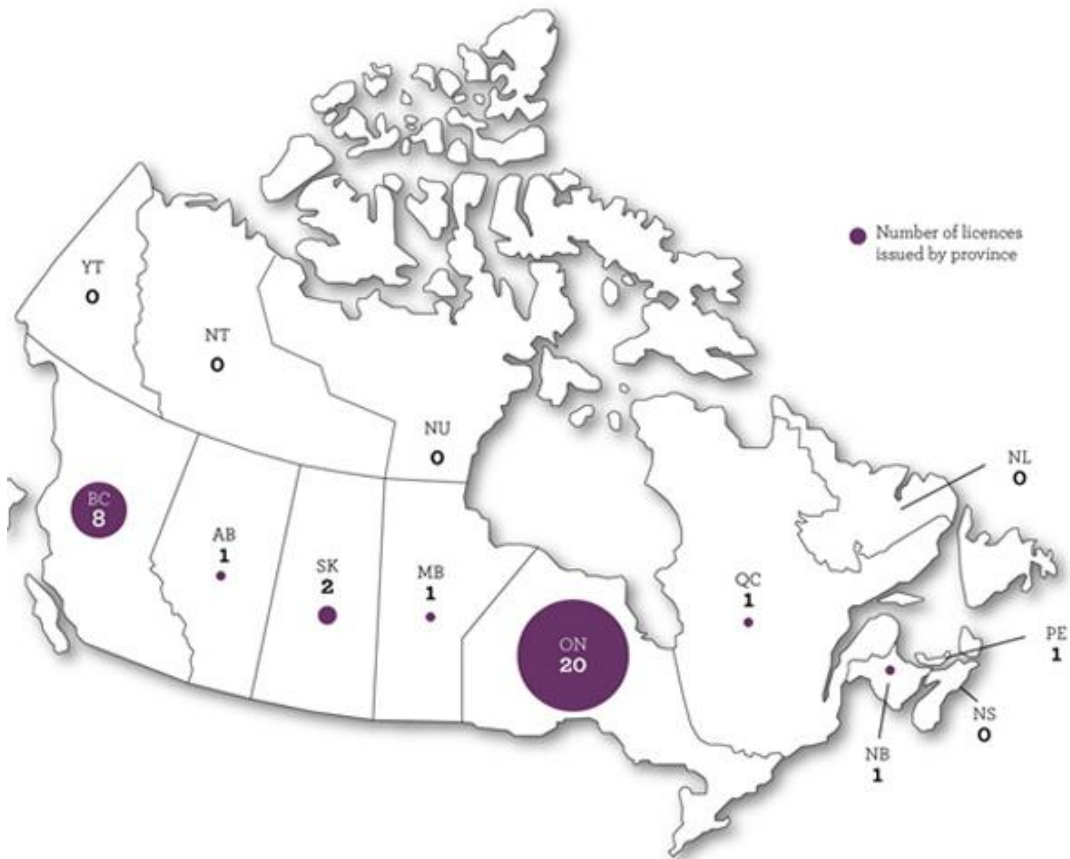 Number of licences
issued by province
YT
0
NT
0
NU
0
BC
8
AB
1
SK
2
MB
1
ON
20
QC
1
NL
0
PE
1
NS
0
NB
1